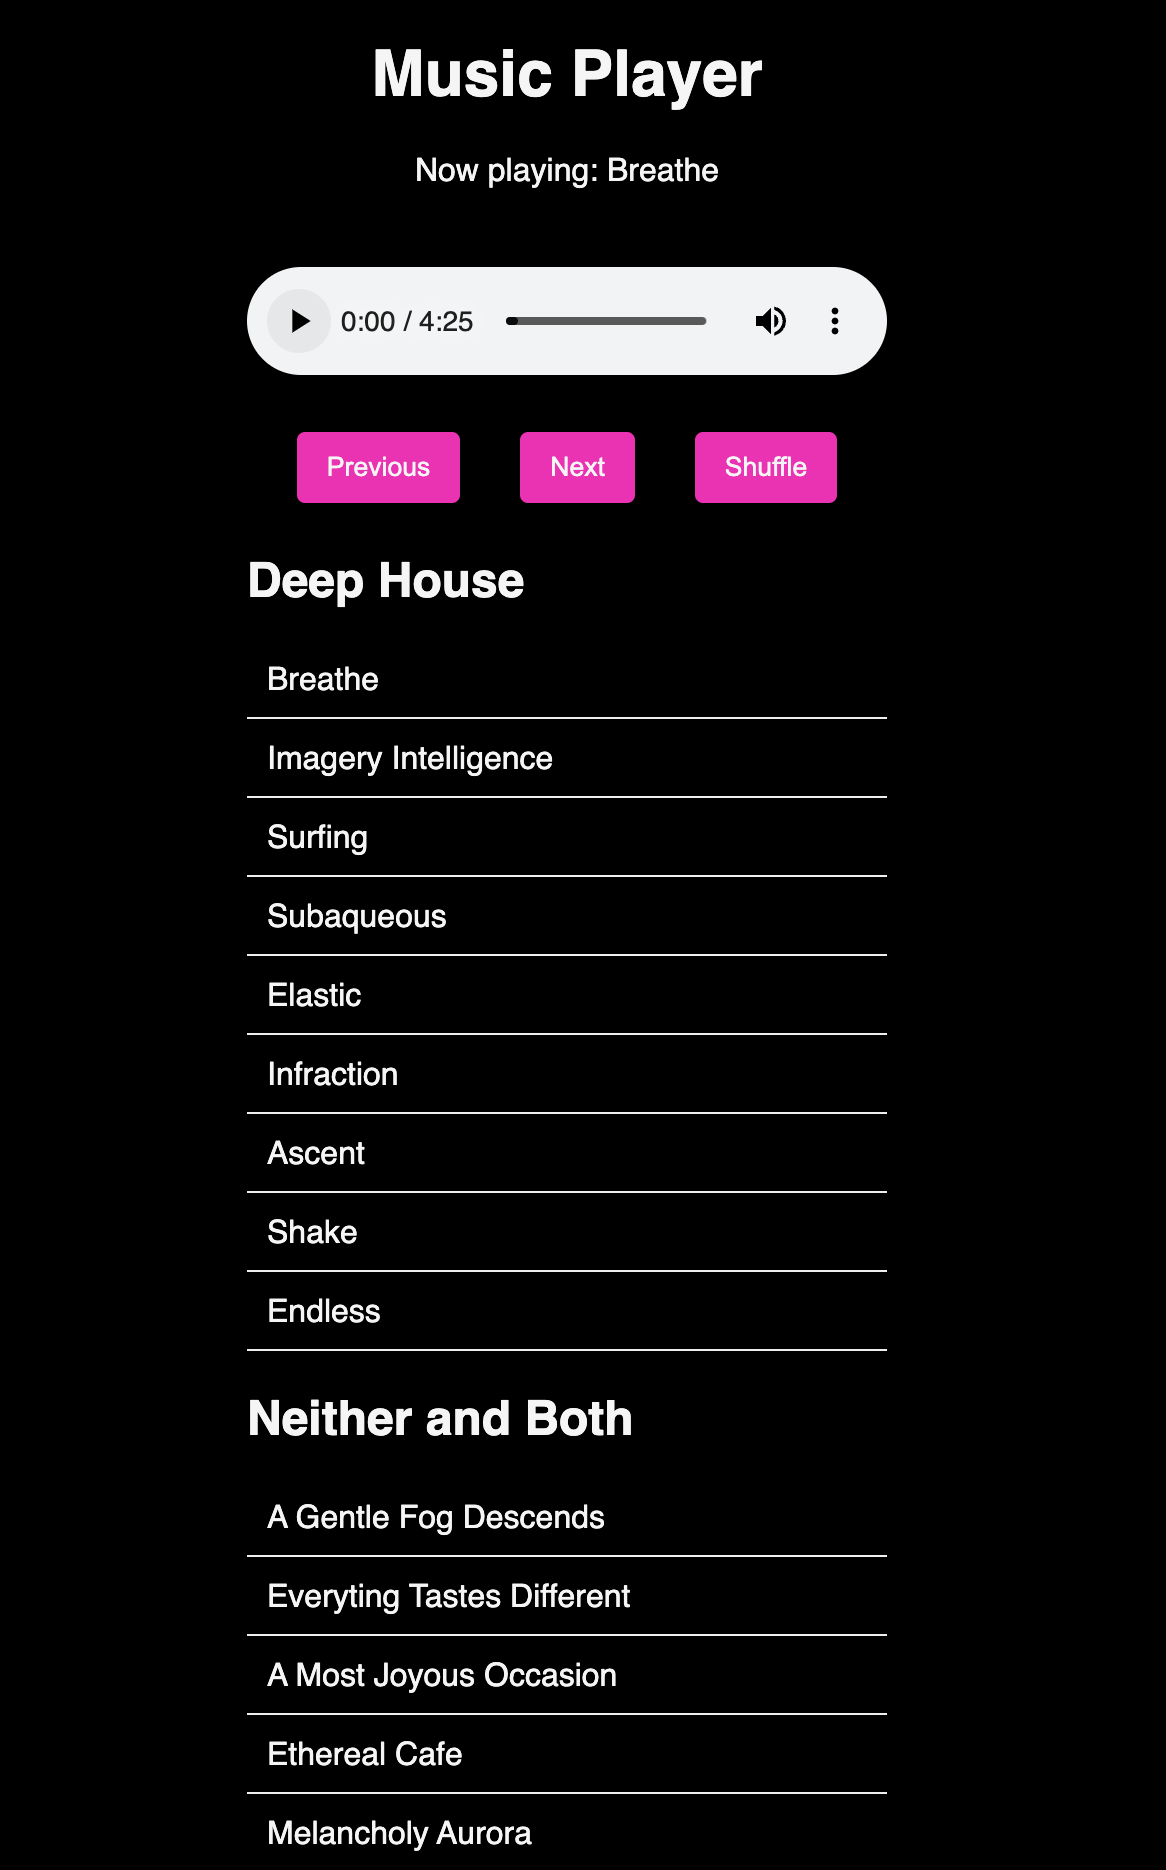 Music Player
Now playing: Breathe
0:00 / 4:25
Previous Next Shuffle
Deep House
Breathe
Imagery Intelligence
Surfing
Subaqueous
Elastic
Infraction
Ascent
Shake
Endless
Neither and Both
A Gentle Fog Descends
Everyting Tastes Different
A Most Joyous Occasion
Ethereal Cafe
Melancholy Aurora